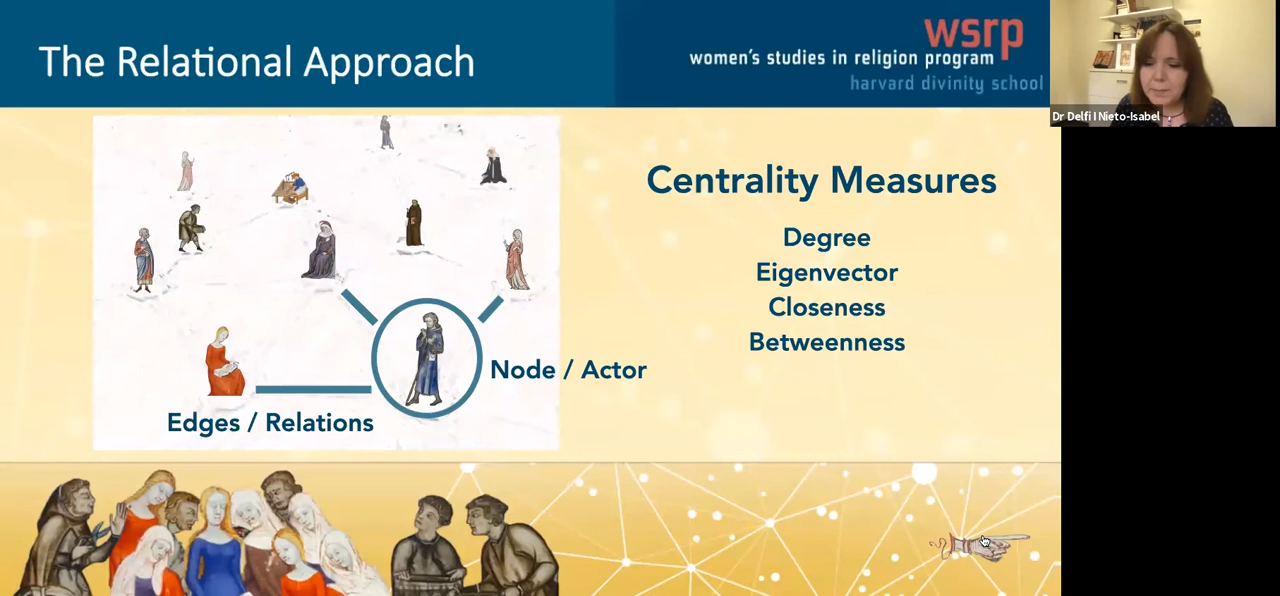 The Relational Approach
wsrp
women's studies in religion program
harvard divinity school
Dr Delfi I Nieto-Isabel
Centrality Measures
Degree
Eigenvector
Closeness
Betweenness
Node / Actor
Edges / Relations